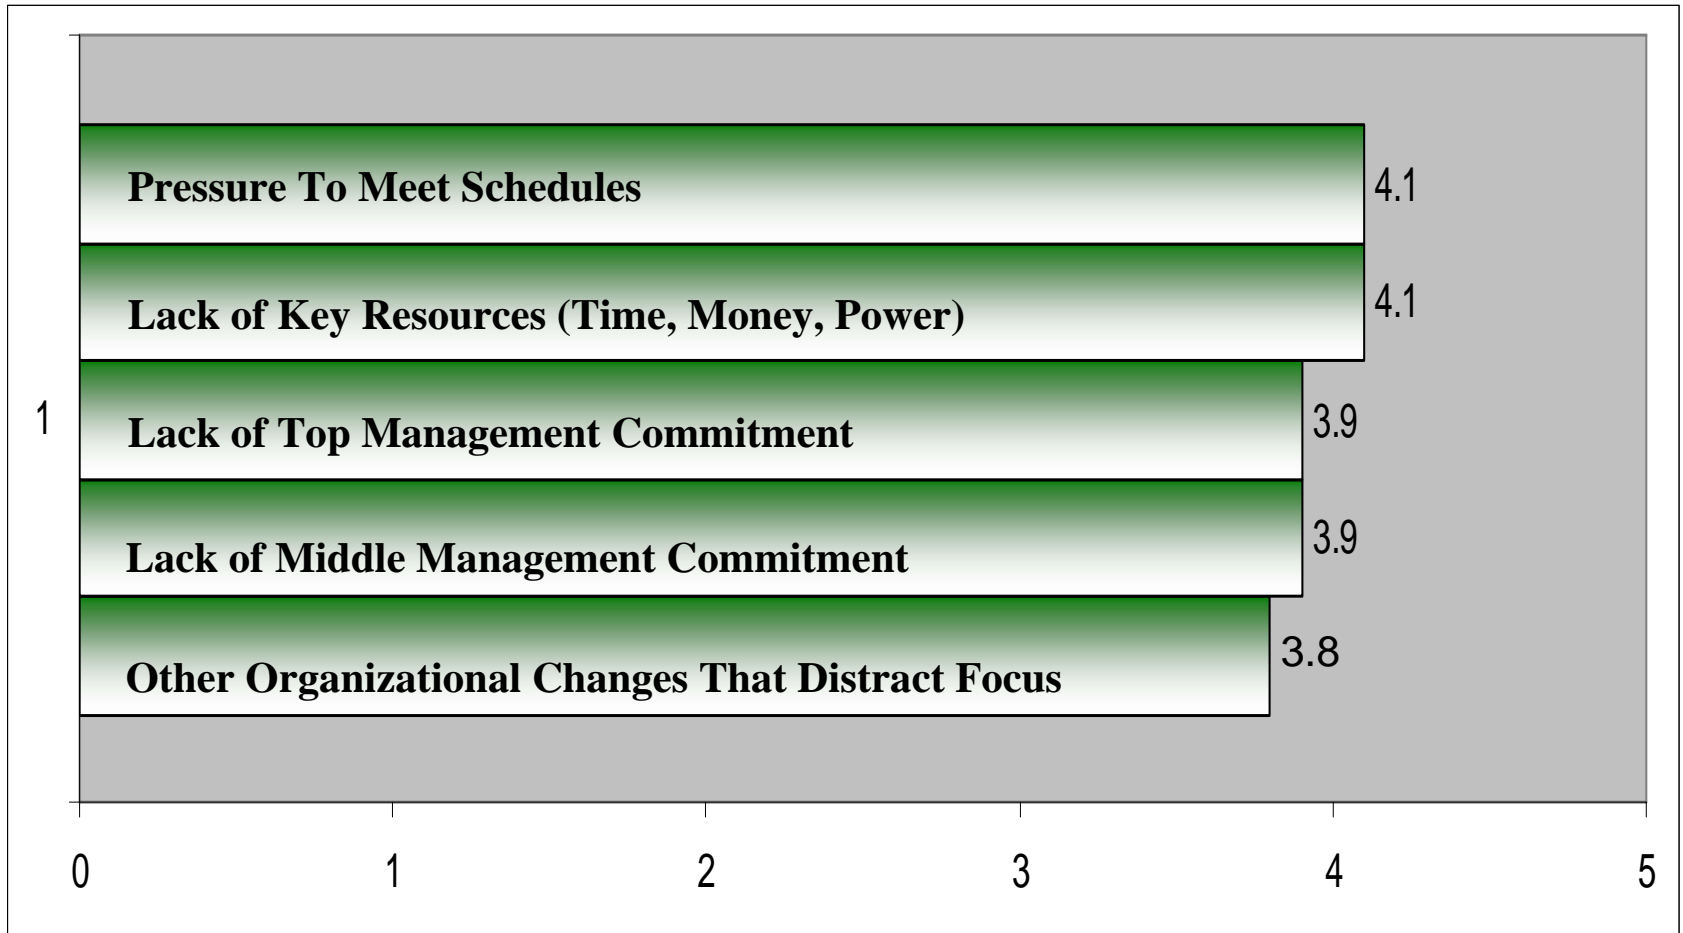 Pressure To Meet Schedules 4.1
Lack of Key Resources (Time, Money, Power) 4.1
1
Lack of Top Management Commitment 3.9
Lack of Middle Management Commitment 3.9
Other Organizational Changes That Distract Focus 3.8
0 1 2 3 4 5